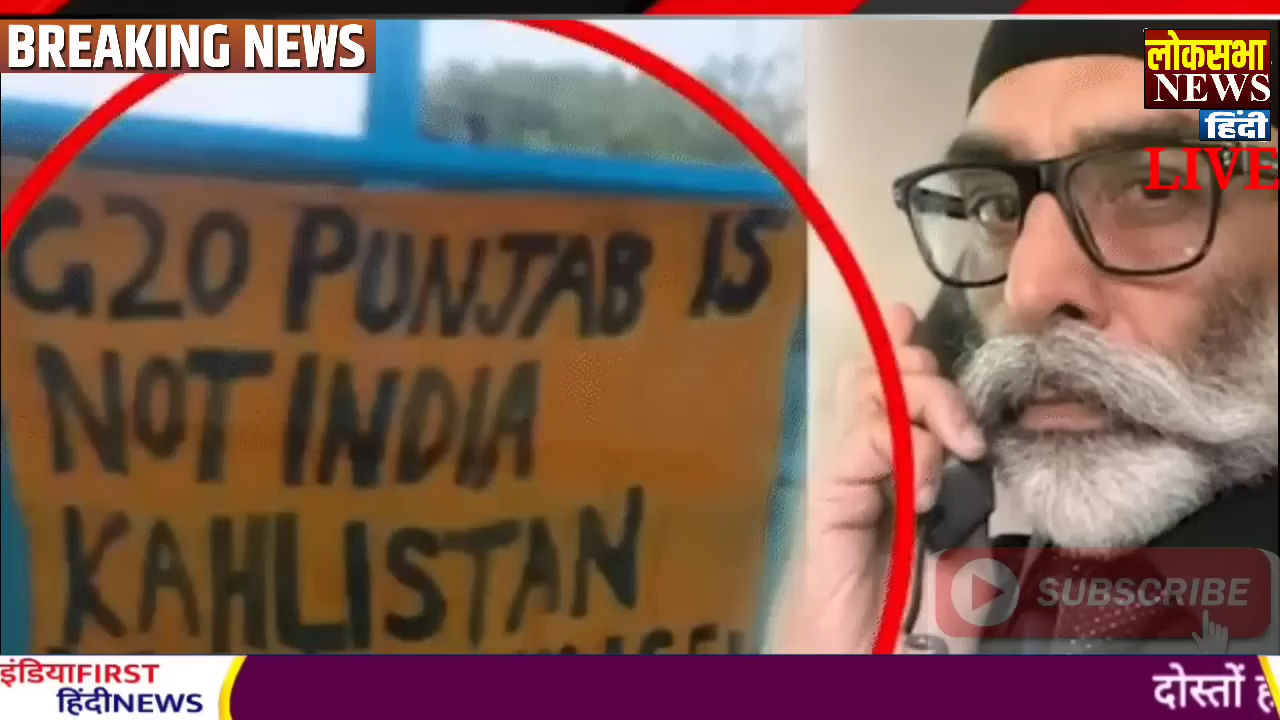 BREAKING NEWS
लोकसभा
NEWS
हिंदी
LIVE
G20 PUNJAB IS
NOT INDIA
KAHLISTAN
SUBSCRIBE
इंडियाFIRST
हिंदीNEWS
दोस्तों